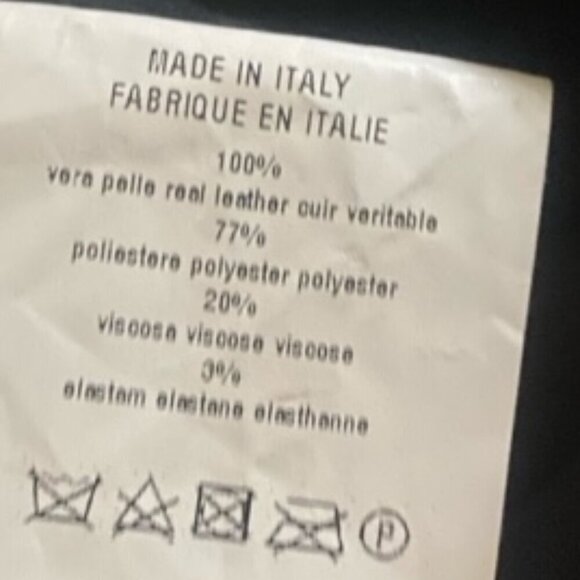 MADE IN ITALY
FABRIQUE EN ITALIE
100%
vera pelle real leather cuir veritable
77%
poliestere polyester polyester
20%
viscosa viscose viscose
3%
elastam elastane elasthanne
P